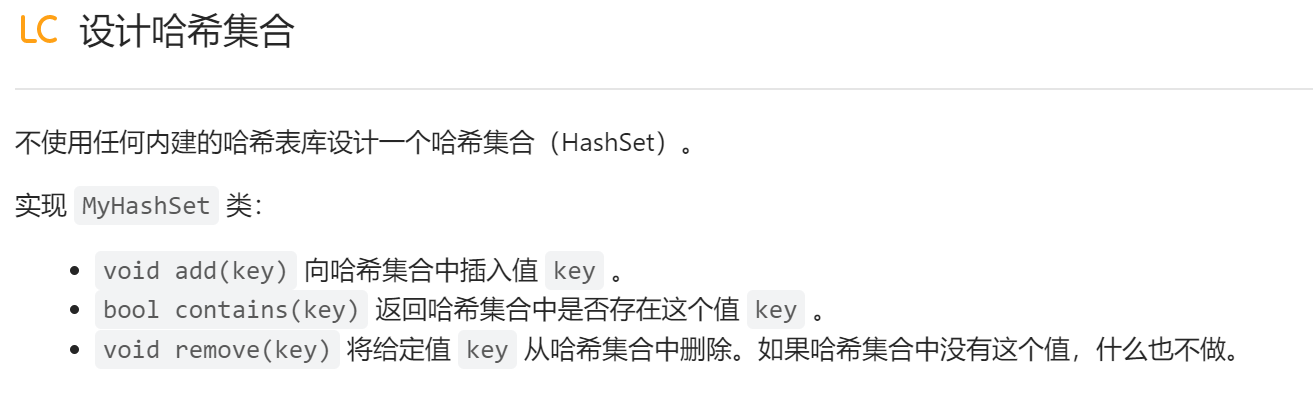 LC 设计哈希集合
不使用任何内建的哈希表库设计一个哈希集合（HashSet）。
实现 MyHashSet 类：
• void add(key) 向哈希集合中插入值 key 。
• bool contains(key) 返回哈希集合中是否存在这个值 key 。
• void remove(key) 将给定值 key 从哈希集合中删除。如果哈希集合中没有这个值，什么也不做。